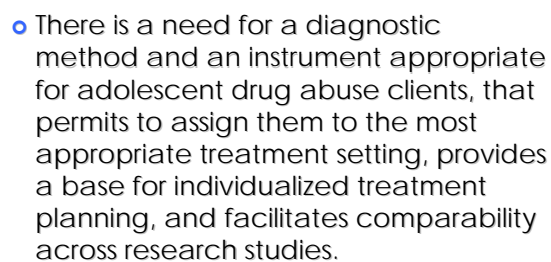 There is a need for a diagnostic
method and an instrument appropriate
for adolescent drug abuse clients, that
permits to assign them to the most
appropriate treatment setting, provides
a base for individualized treatment
planning, and facilitates comparability
across research studies.